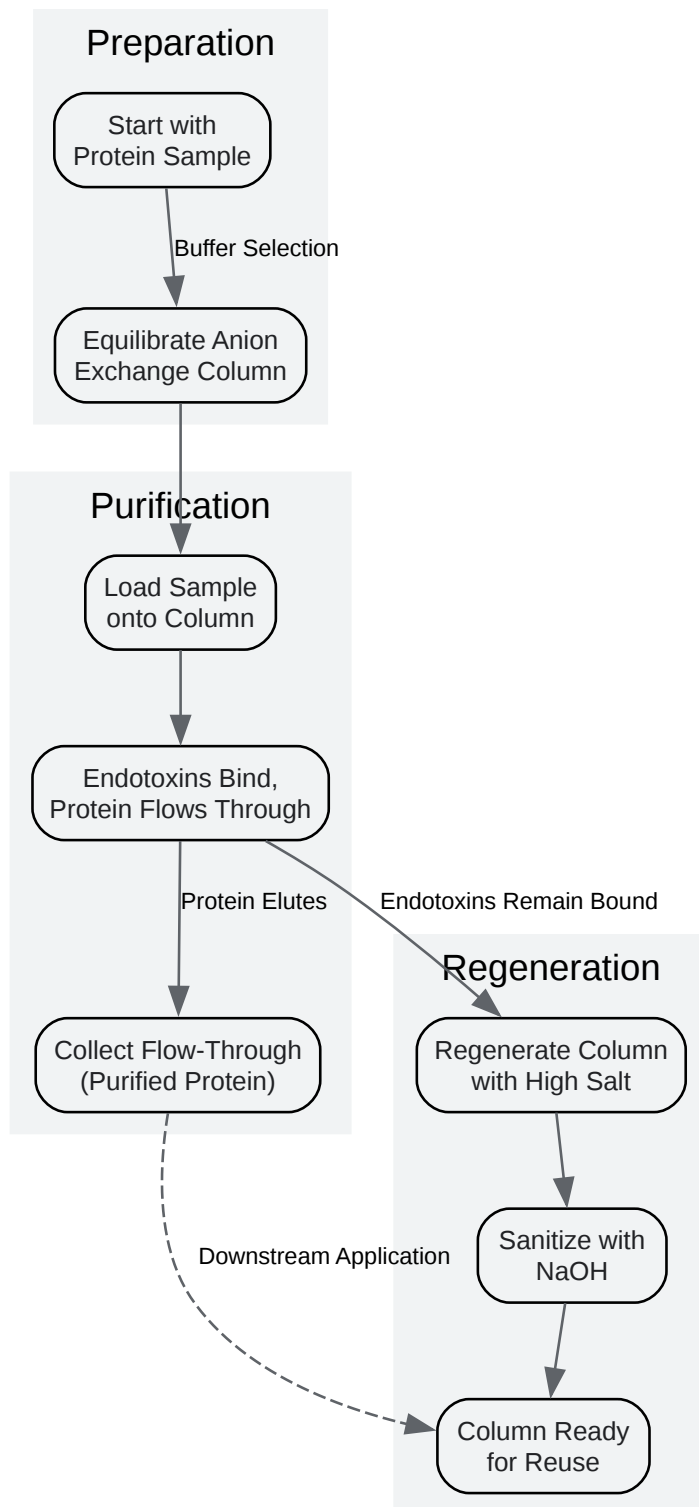 Preparation
Start with
Protein Sample
Buffer Selection
Equilibrate Anion
Exchange Column
Purification
Load Sample
onto Column
Endotoxins Bind,
Protein Flows Through
Protein Elutes
Endotoxins Remain Bound
Regeneration
Collect Flow-Through
(Purified Protein)
Regenerate Column
with High Salt
Sanitize with
NaOH
Downstream Application
Column Ready
for Reuse